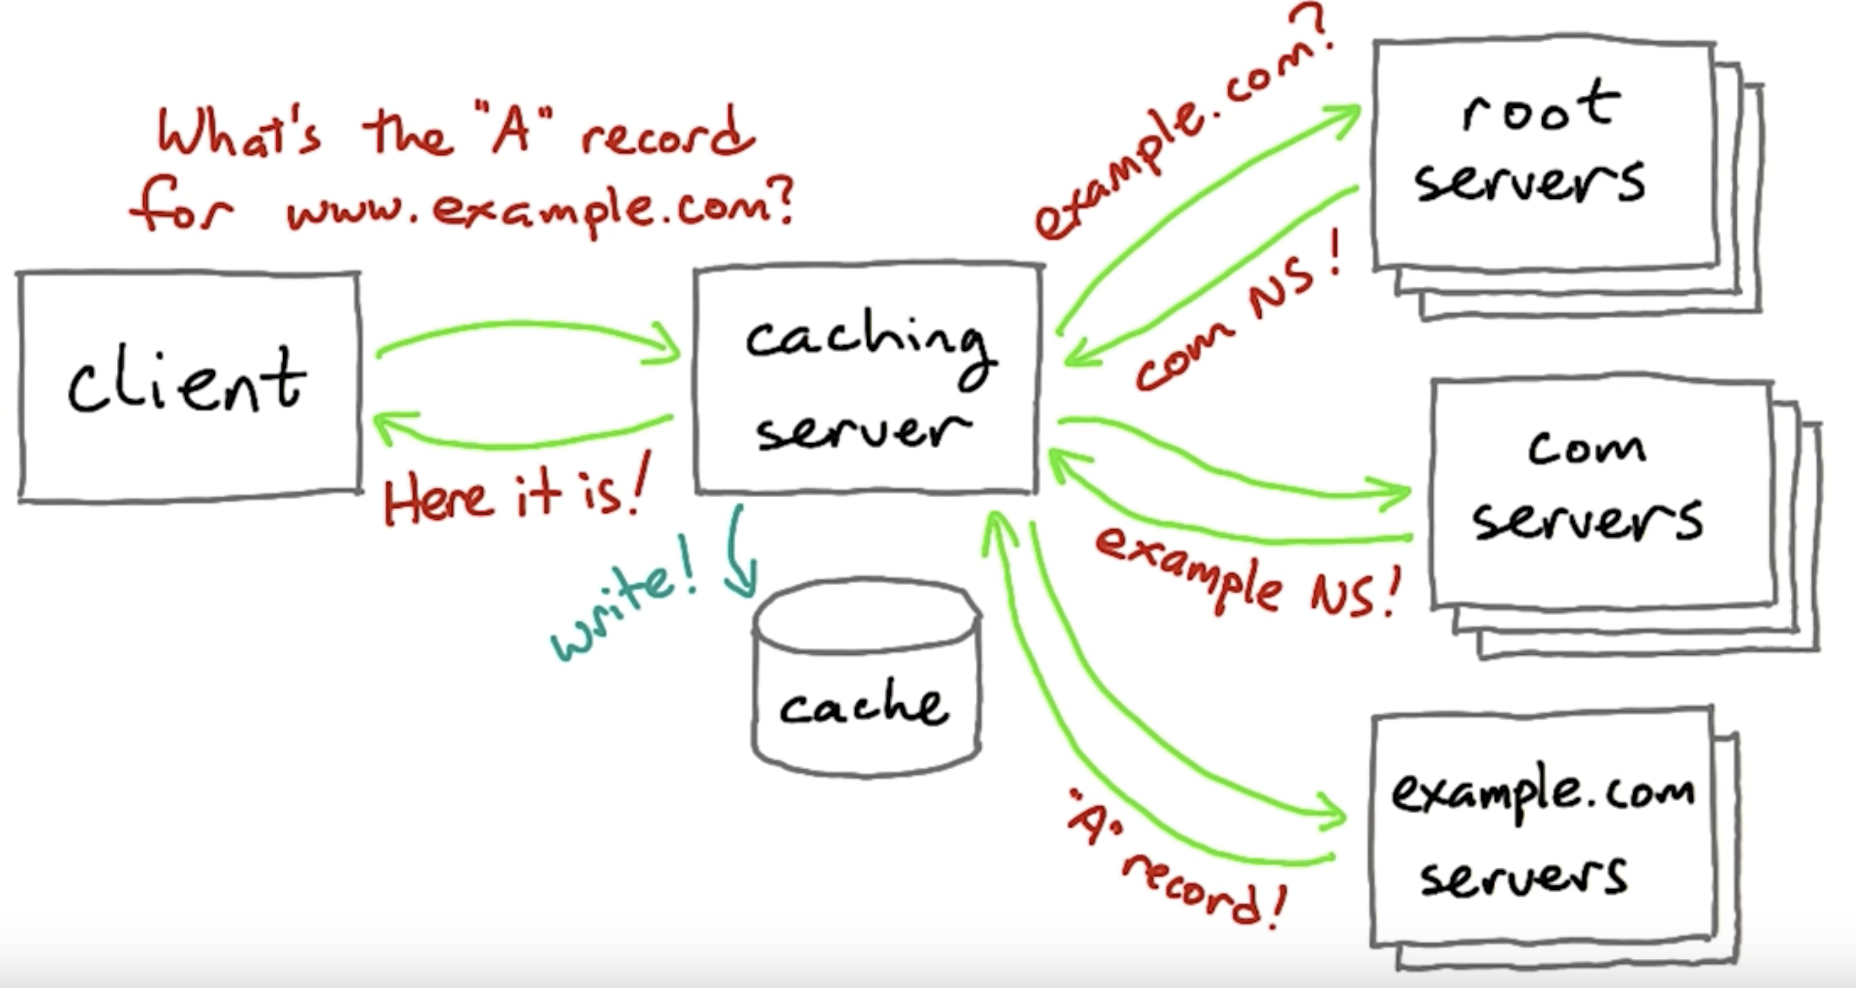 What's the "A" record
for www.example.com?
client
Here it is!
caching
server
write!
cache
example.com?
com NS!
root
servers
com
servers
example NS!
example.com
servers
"A" record!